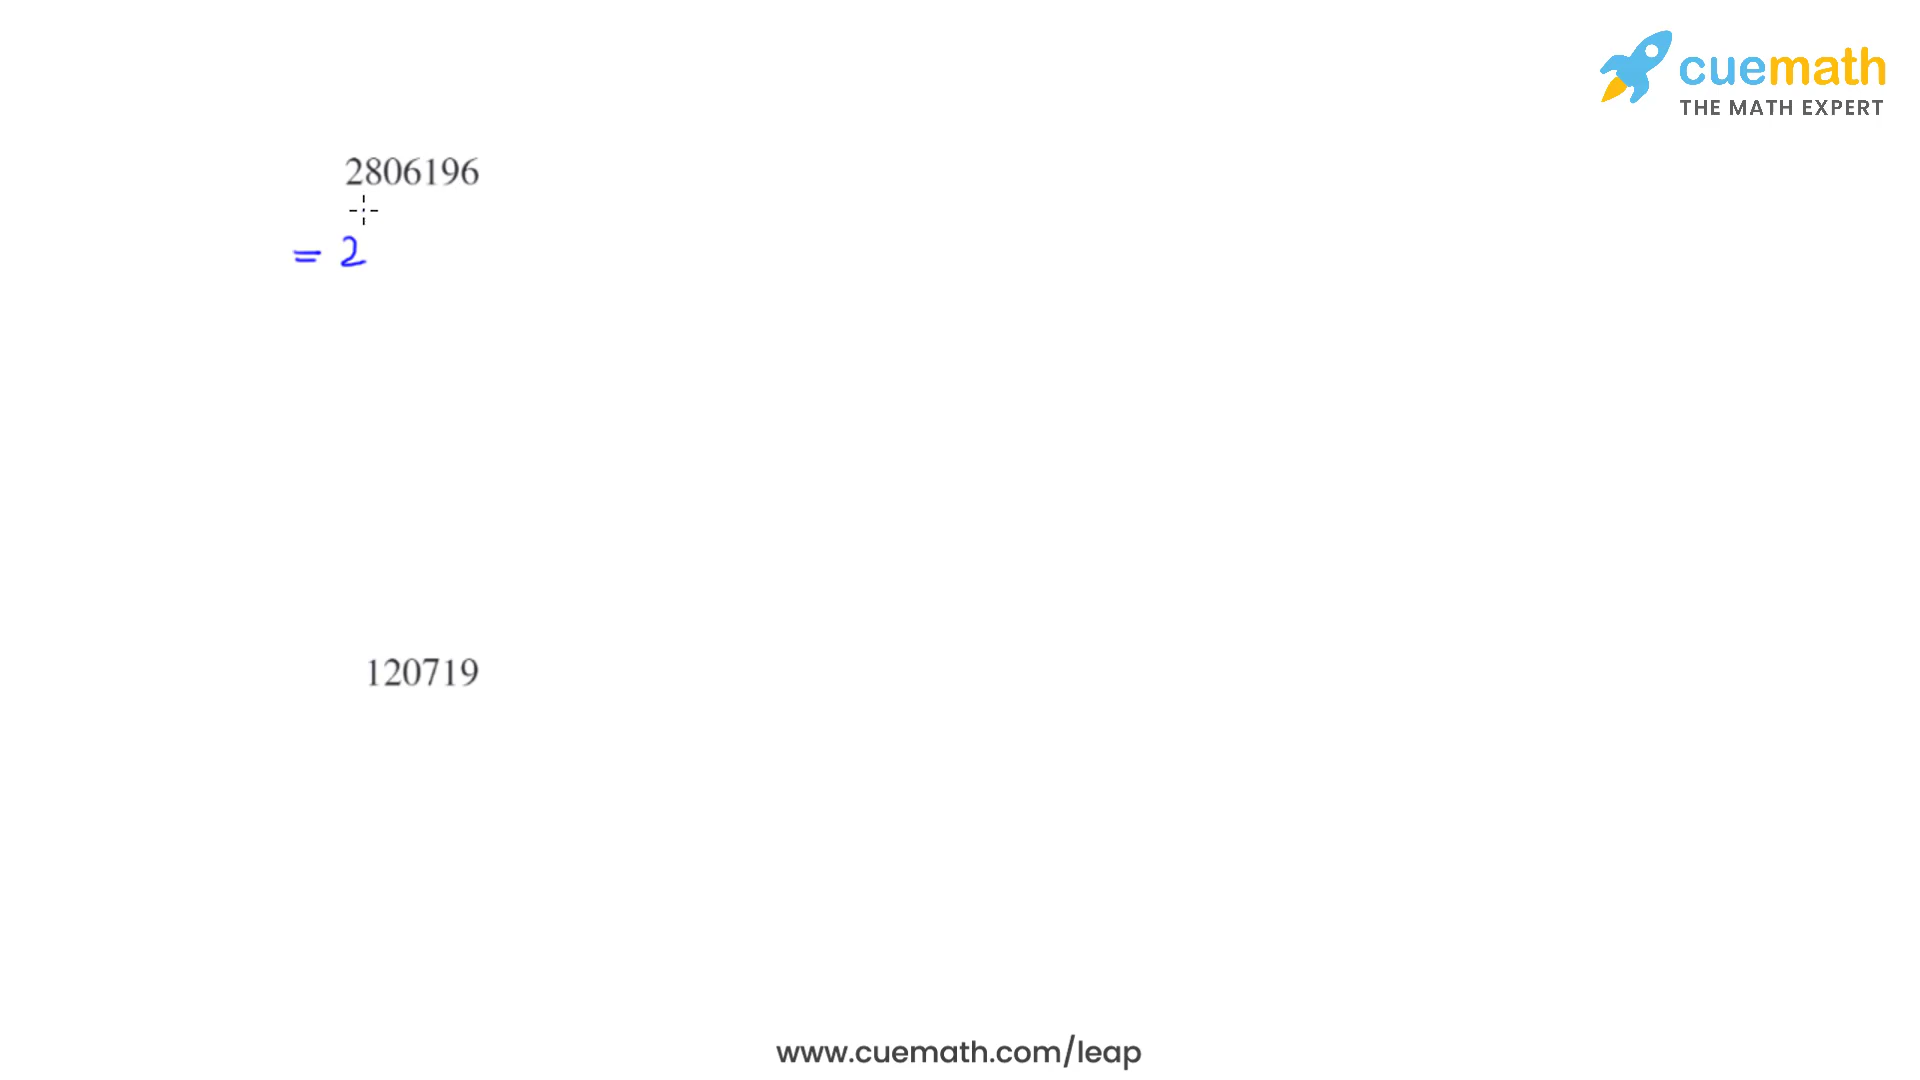 cuemath
THE MATH EXPERT
2806196
= 2
120719
www.cuemath.com/leap